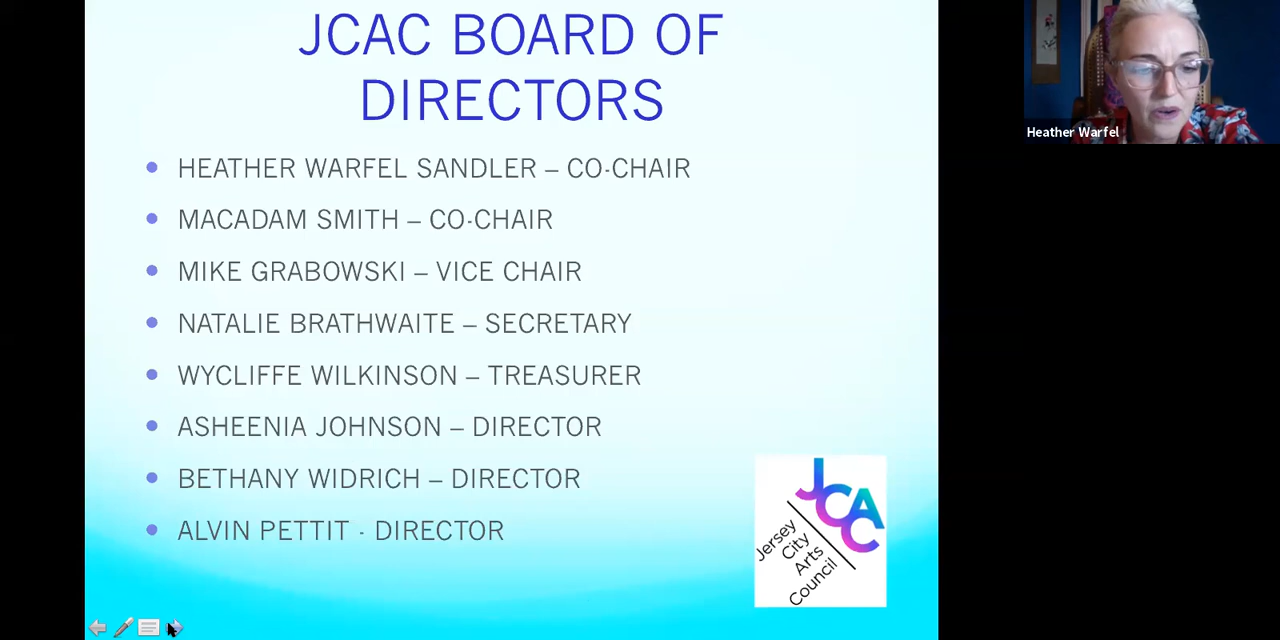 JCAC BOARD OF
DIRECTORS
• HEATHER WARFEL SANDLER – CO-CHAIR
• MACADAM SMITH – CO-CHAIR
• MIKE GRABOWSKI – VICE CHAIR
• NATALIE BRATHWAITE – SECRETARY
• WYCLIFFE WILKINSON – TREASURER
• ASHEENIA JOHNSON – DIRECTOR
• BETHANY WIDRICH – DIRECTOR
• ALVIN PETTIT - DIRECTOR
JCAC
Jersey
City
Arts
Council
Heather Warfel